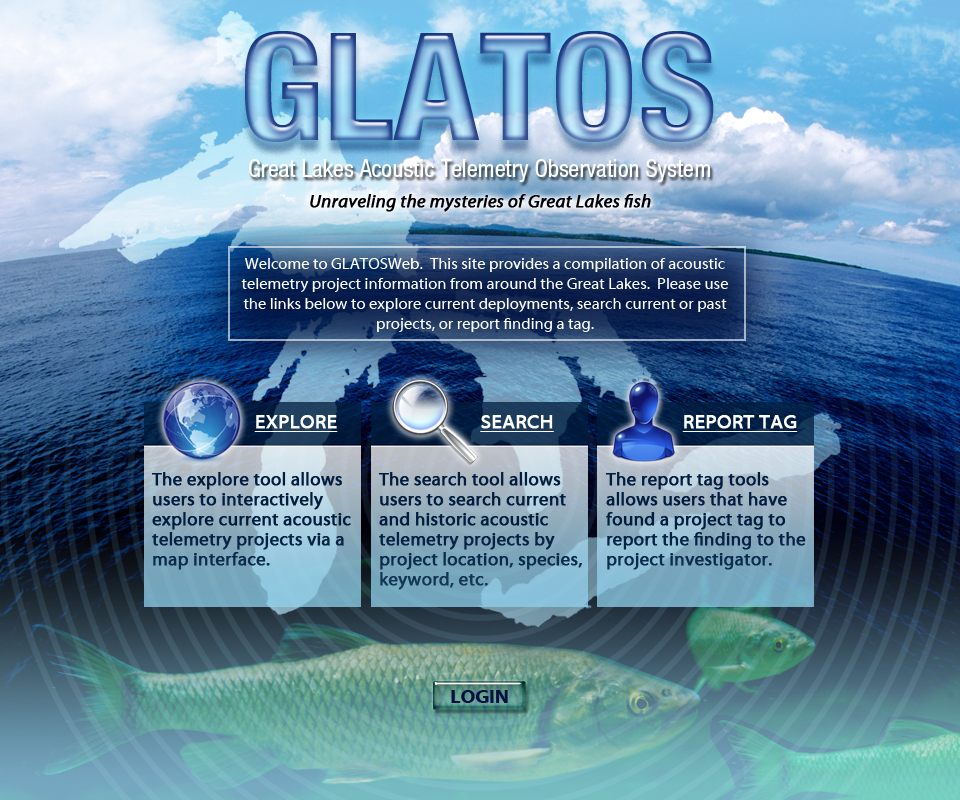 GLATOS
Great Lakes Acoustic Telemetry Observation System
Unraveling the mysteries of Great Lakes fish
Welcome to GLATOSWeb. This site provides a compilation of acoustic
telemetry project information from around the Great Lakes. Please use
the links below to explore current deployments, search current or past
projects, or report finding a tag.
EXPLORE
The explore tool allows
users to interactively
explore current acoustic
telemetry projects via a
map interface.
SEARCH
The search tool allows
users to search current
and historic acoustic
telemetry projects by
project location, species,
keyword, etc.
REPORT TAG
The report tag tools
allows users that have
found a project tag to
report the finding to the
project investigator.
LOGIN